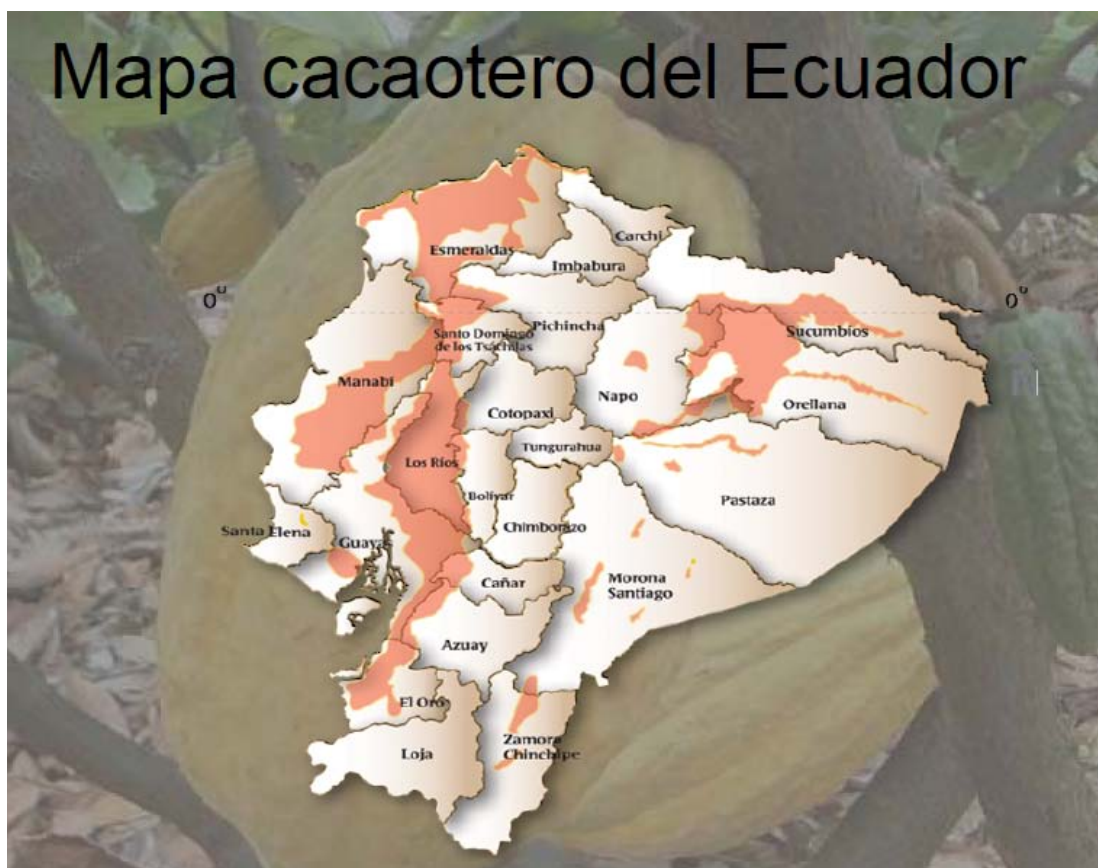 Mapa cacaotero del Ecuador
Carchi
Esmeraldas
Imbabura
0°
0°
Pichincha
Sucumbíos
Santo Domingo
de los Tsáchilas
Manabí
Napo
Orellana
Cotopaxi
Tungurahua
Los Ríos
Bolívar
Pastaza
Chimborazo
Santa Elena
Guayas
Cañar
Morona
Santiago
Azuay
El Oro
Zamora
Chinchipe
Loja
N